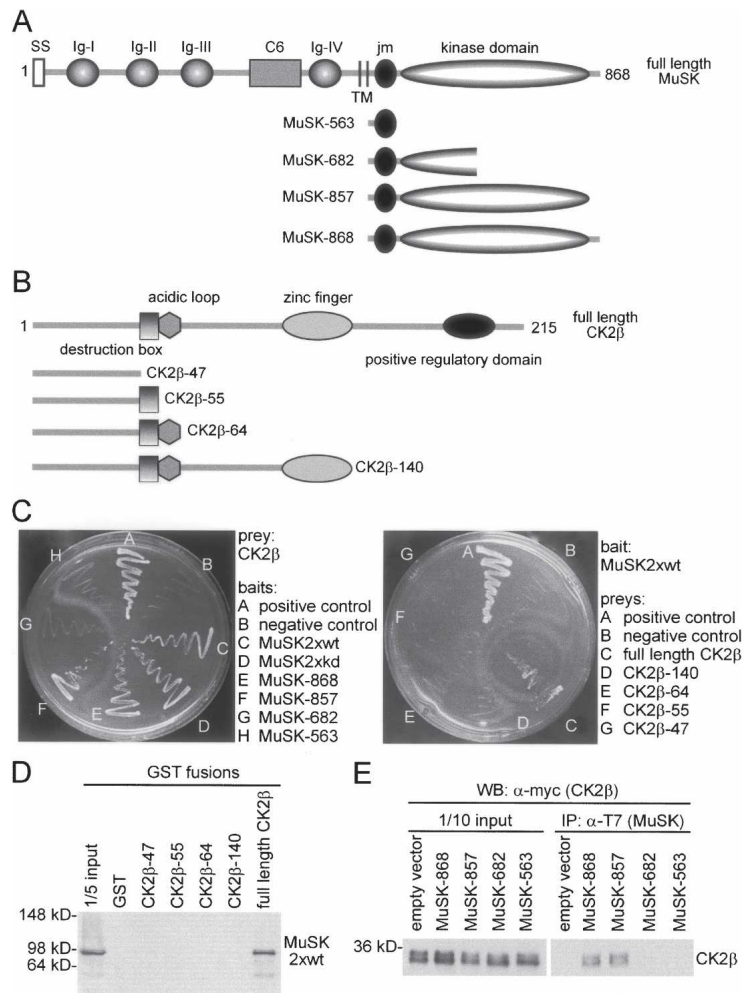 A
SS Ig-I Ig-II Ig-III C6 Ig-IV jm kinase domain
1 868 full length
MuSK
TM
MuSK-563
MuSK-682
MuSK-857
MuSK-868
B
acidic loop zinc finger
1 215 full length
CK2β
destruction box positive regulatory domain
CK2β-47
CK2β-55
CK2β-64
CK2β-140
C
A
B
C
D
E
F
G
H
prey:
CK2β
baits:
A positive control
B negative control
C MuSK2xwt
D MuSK2xkd
E MuSK-868
F MuSK-857
G MuSK-682
H MuSK-563
A
B
C
D
E
F
G
bait:
MuSK2xwt
preys:
A positive control
B negative control
C full length CK2β
D CK2β-140
E CK2β-64
F CK2β-55
G CK2β-47
D
GST fusions
1/5 input
GST
CK2β-47
CK2β-55
CK2β-64
CK2β-140
full length CK2β
148 kD-
98 kD-
64 kD-
MuSK
2xwt
E
WB: α-myc (CK2β)
1/10 input IP: α-T7 (MuSK)
empty vector
MuSK-868
MuSK-857
MuSK-682
MuSK-563
empty vector
MuSK-868
MuSK-857
MuSK-682
MuSK-563
36 kD-
CK2β